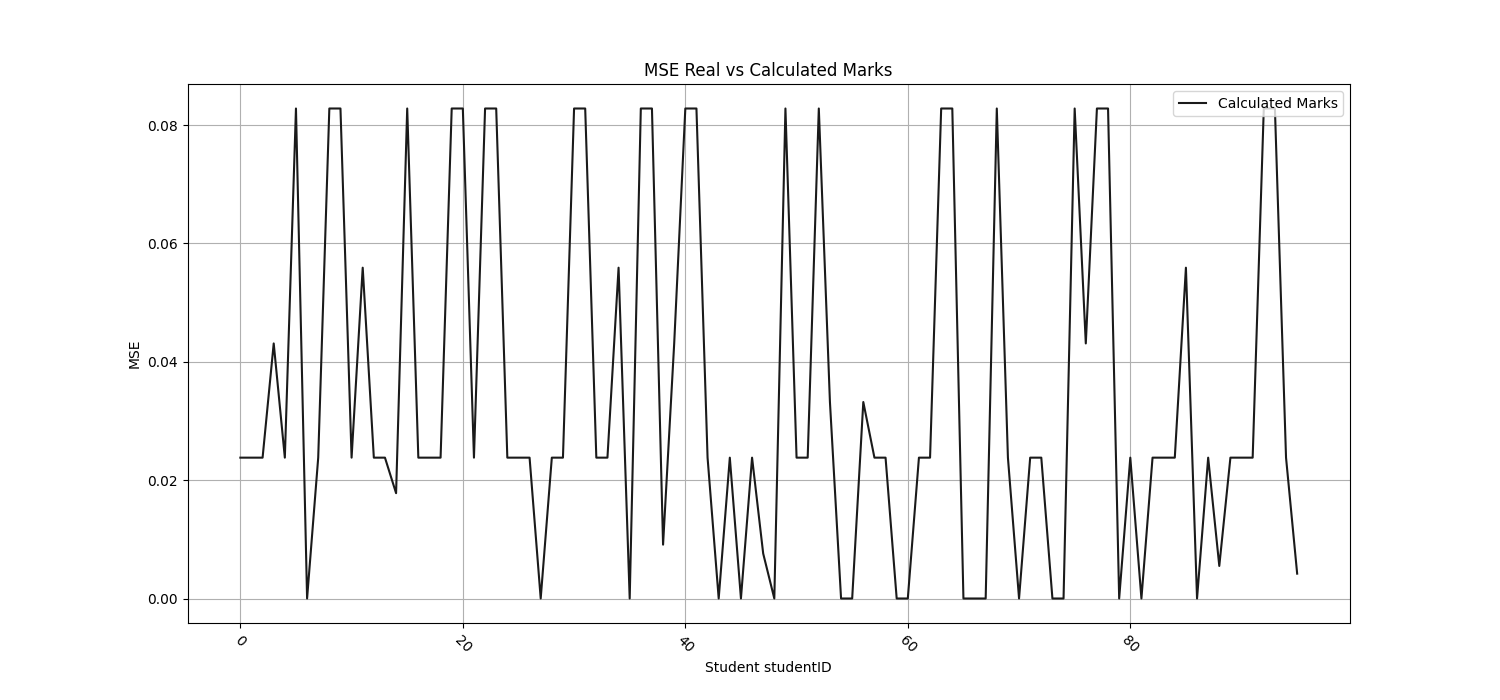 MSE Real vs Calculated Marks
Calculated Marks
MSE
0.08
0.06
0.04
0.02
0.00
0
20
40
60
80
Student studentID